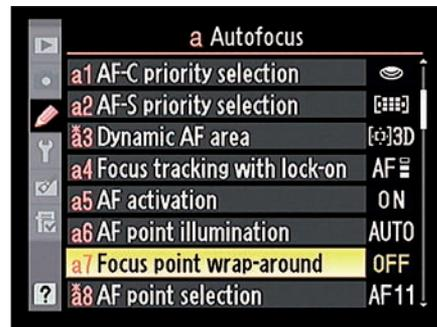 a Autofocus
a1 AF-C priority selection
a2 AF-S priority selection [ ]
a3 Dynamic AF area [ ]3D
a4 Focus tracking with lock-on AF
a5 AF activation ON
a6 AF point illumination AUTO
a7 Focus point wrap-around OFF
? a8 AF point selection AF11